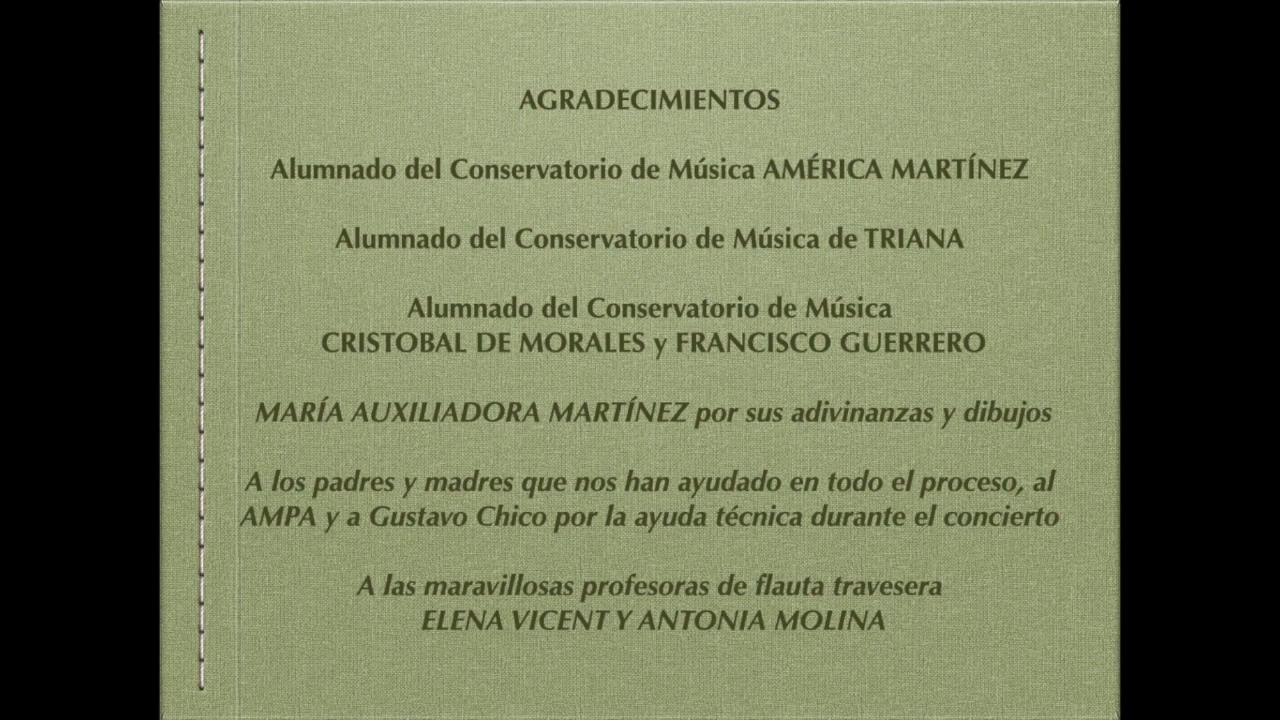 AGRADECIMIENTOS
Alumnado del Conservatorio de Música AMÉRICA MARTÍNEZ
Alumnado del Conservatorio de Música de TRIANA
Alumnado del Conservatorio de Música
CRISTOBAL DE MORALES y FRANCISCO GUERRERO
MARÍA AUXILIADORA MARTÍNEZ por sus adivinanzas y dibujos
A los padres y madres que nos han ayudado en todo el proceso, al
AMPA y a Gustavo Chico por la ayuda técnica durante el concierto
A las maravillosas profesoras de flauta travesera
ELENA VICENT Y ANTONIA MOLINA